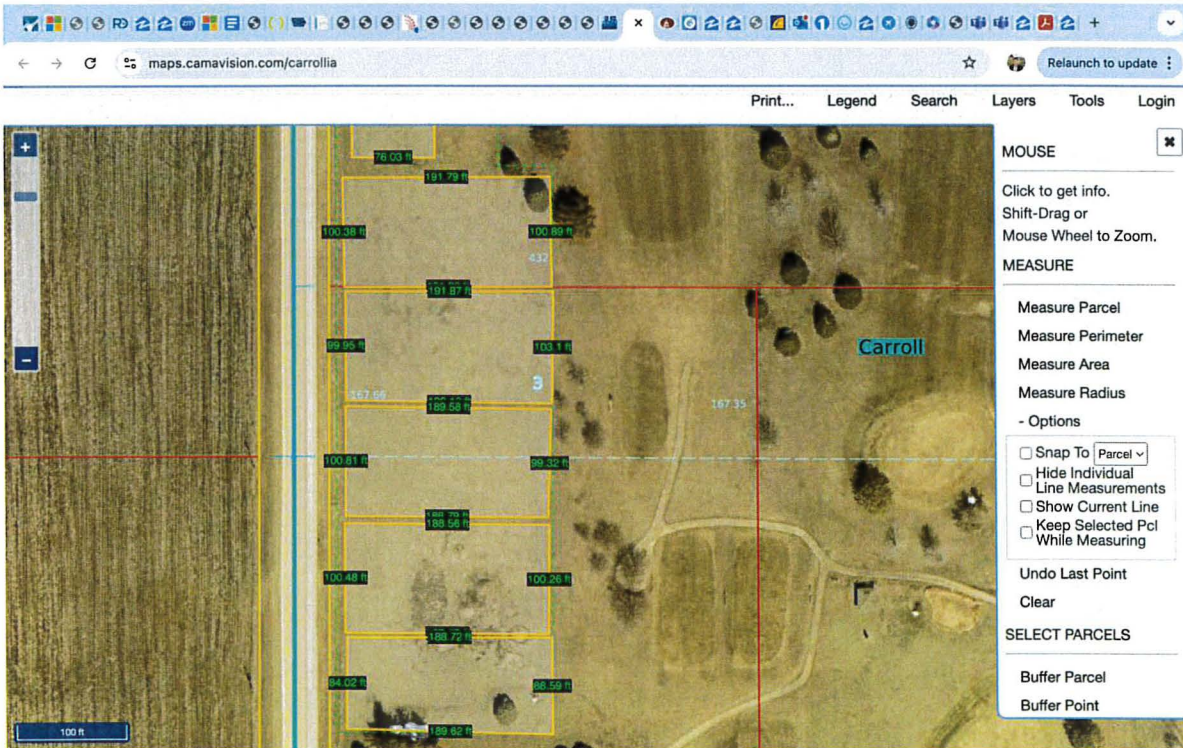 maps.camavision.com/carrollia
Relaunch to update
Print... Legend Search Layers Tools Login
+
−
76.03 ft
191.79 ft
100.38 ft
100.89 ft
432
191.87 ft
99.95 ft
103.1 ft
Carroll
3
167.66
189.58 ft
167.35
100.81 ft
99.32 ft
188.56 ft
100.48 ft
100.26 ft
188.72 ft
84.02 ft
86.59 ft
189.62 ft
100 ft
MOUSE
Click to get info.
Shift-Drag or
Mouse Wheel to Zoom.
MEASURE
Measure Parcel
Measure Perimeter
Measure Area
Measure Radius
- Options
Snap To Parcel
Hide Individual
Line Measurements
Show Current Line
Keep Selected Pcl
While Measuring
Undo Last Point
Clear
SELECT PARCELS
Buffer Parcel
Buffer Point